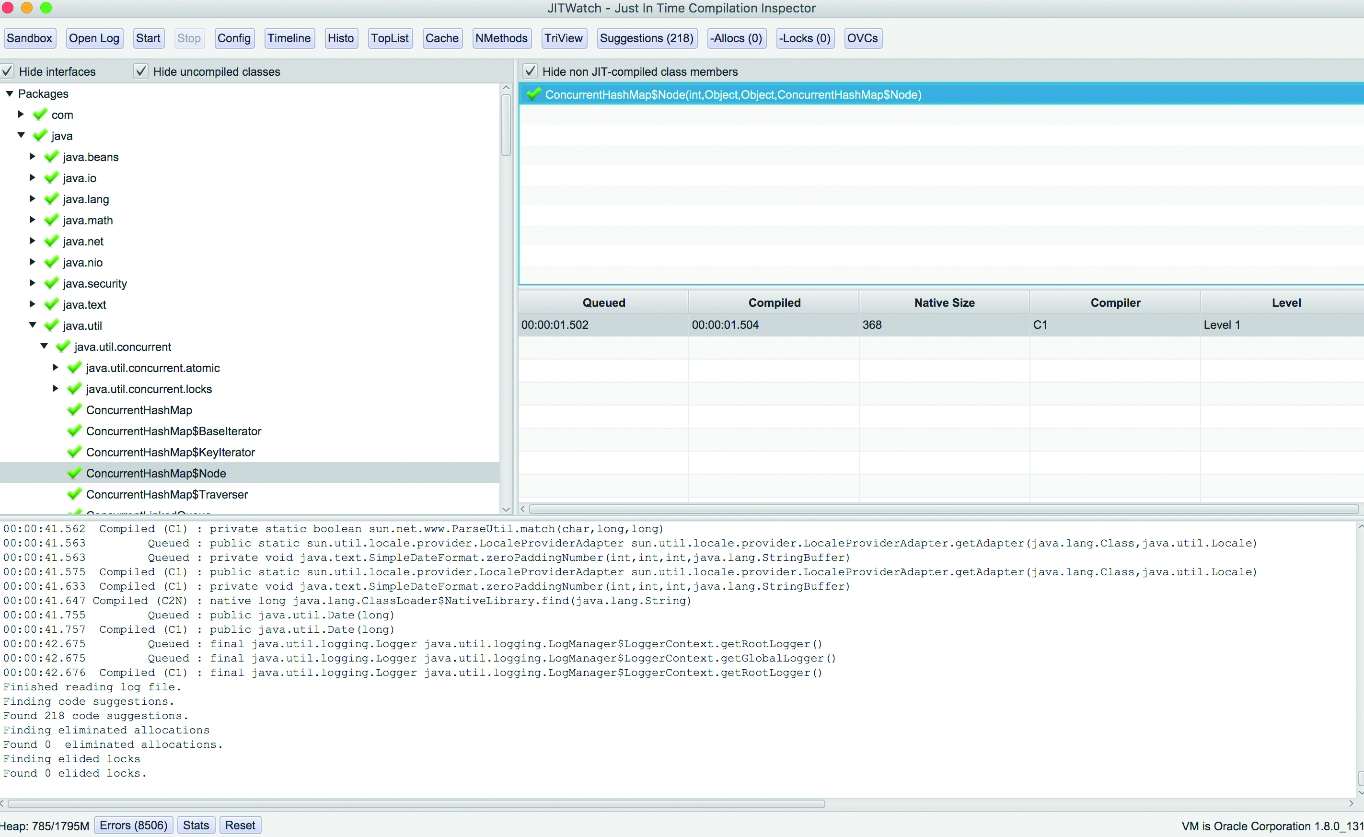 JITWatch - Just In Time Compilation Inspector
Sandbox Open Log Start Stop Config Timeline Histo TopList Cache NMethods TriView Suggestions (218) -Allocs (0) -Locks (0) OVCs
Hide interfaces Hide uncompiled classes
Packages
com
java
java.beans
java.io
java.lang
java.math
java.net
java.nio
java.security
java.text
java.util
java.util.concurrent
java.util.concurrent.atomic
java.util.concurrent.locks
ConcurrentHashMap
ConcurrentHashMap$BaseIterator
ConcurrentHashMap$KeyIterator
ConcurrentHashMap$Node
ConcurrentHashMap$Traverser
Hide non JIT-compiled class members
ConcurrentHashMap$Node(int,Object,Object,ConcurrentHashMap$Node)
Queued Compiled Native Size Compiler Level
00:00:01.502 00:00:01.504 368 C1 Level 1
00:00:41.562 Compiled (C1) : private static boolean sun.net.www.ParseUtil.match(char,long,long)
00:00:41.563 Queued : public static sun.util.locale.provider.LocaleProviderAdapter sun.util.locale.provider.LocaleProviderAdapter.getAdapter(java.lang.Class,java.util.Locale)
00:00:41.563 Queued : private void java.text.SimpleDateFormat.zeroPaddingNumber(int,int,int,java.lang.StringBuffer)
00:00:41.575 Compiled (C1) : public static sun.util.locale.provider.LocaleProviderAdapter sun.util.locale.provider.LocaleProviderAdapter.getAdapter(java.lang.Class,java.util.Locale)
00:00:41.633 Compiled (C1) : private void java.text.SimpleDateFormat.zeroPaddingNumber(int,int,int,java.lang.StringBuffer)
00:00:41.647 Compiled (C2N) : native long java.lang.ClassLoader$NativeLibrary.find(java.lang.String)
00:00:41.755 Queued : public java.util.Date(long)
00:00:41.757 Compiled (C1) : public java.util.Date(long)
00:00:42.675 Queued : final java.util.logging.Logger java.util.logging.LogManager$LoggerContext.getRootLogger()
00:00:42.675 Queued : final java.util.logging.Logger java.util.logging.LogManager$LoggerContext.getGlobalLogger()
00:00:42.676 Compiled (C1) : final java.util.logging.Logger java.util.logging.LogManager$LoggerContext.getRootLogger()
Finished reading log file.
Finding code suggestions.
Found 218 code suggestions.
Finding eliminated allocations
Found 0 eliminated allocations.
Finding elided locks
Found 0 elided locks.
Heap: 785/1795M Errors (8506) Stats Reset VM is Oracle Corporation 1.8.0_131